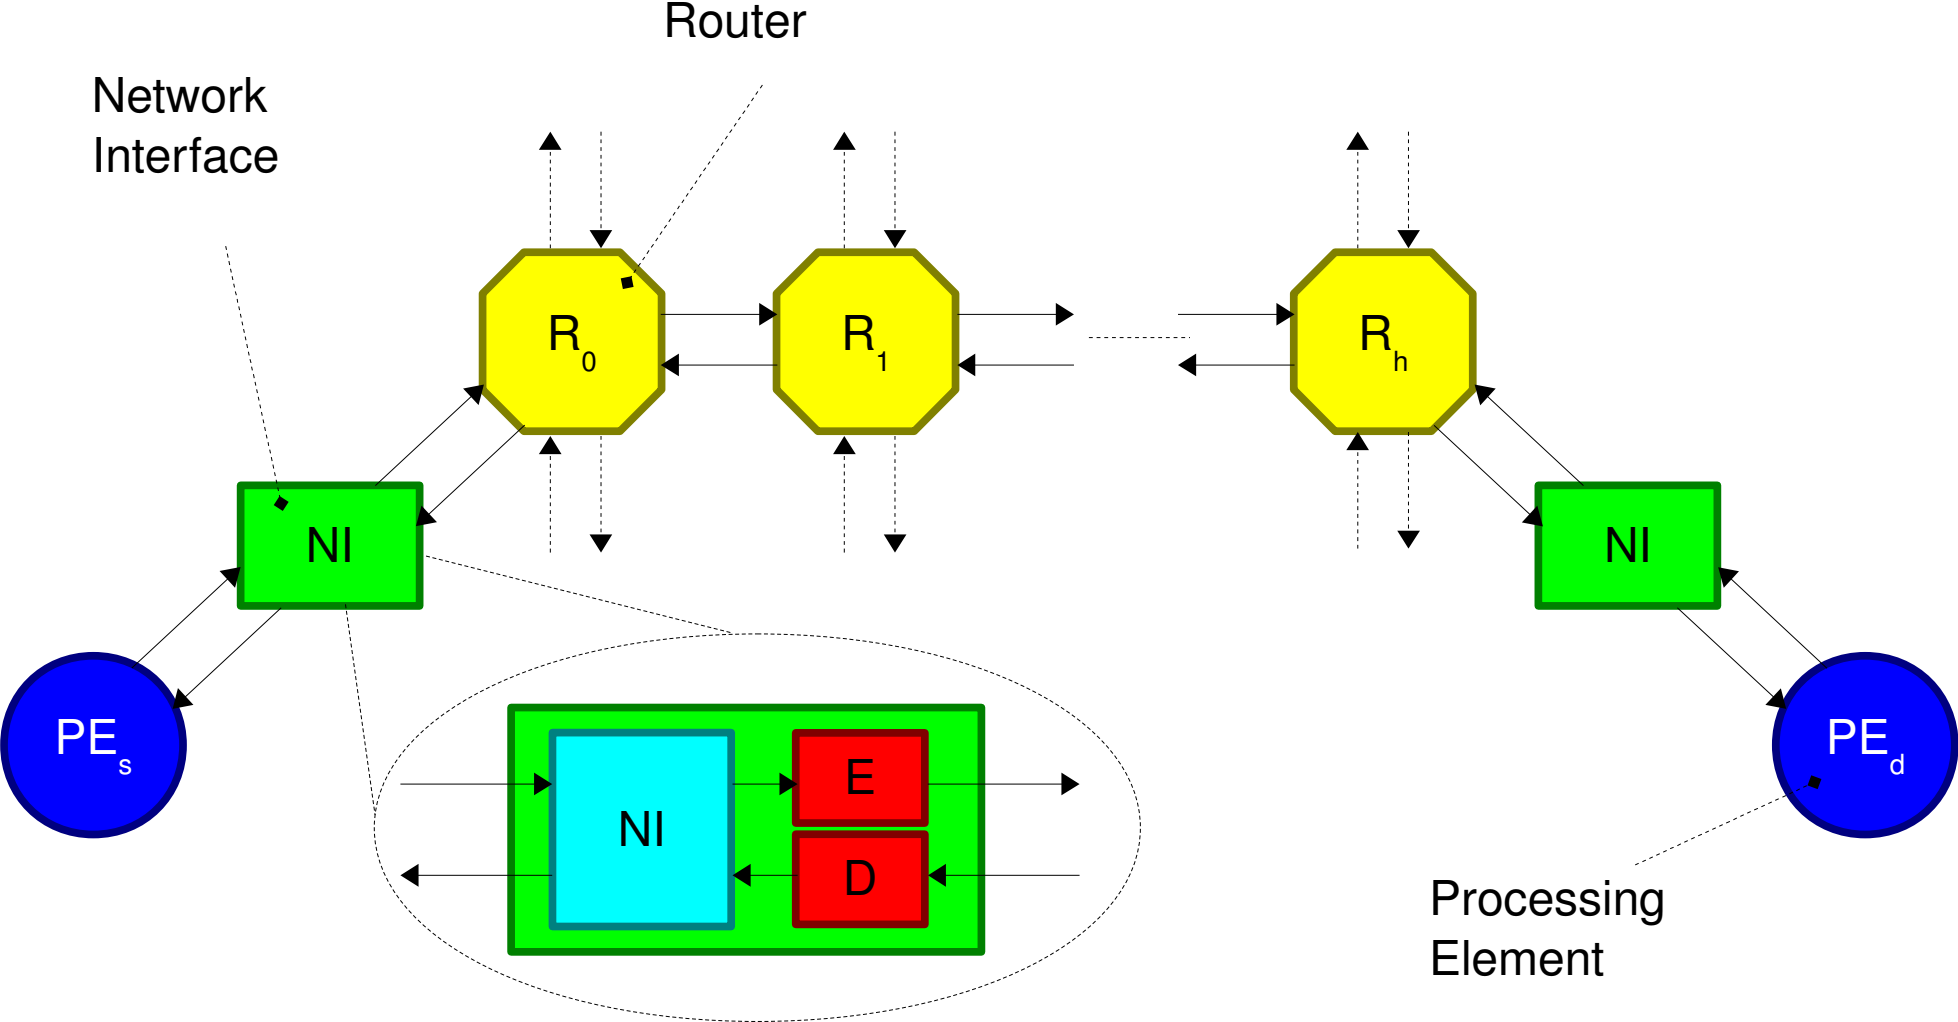 Router
Network
Interface
R0
R1
Rh
NI
NI
PEs
PEd
NI
E
D
Processing
Element